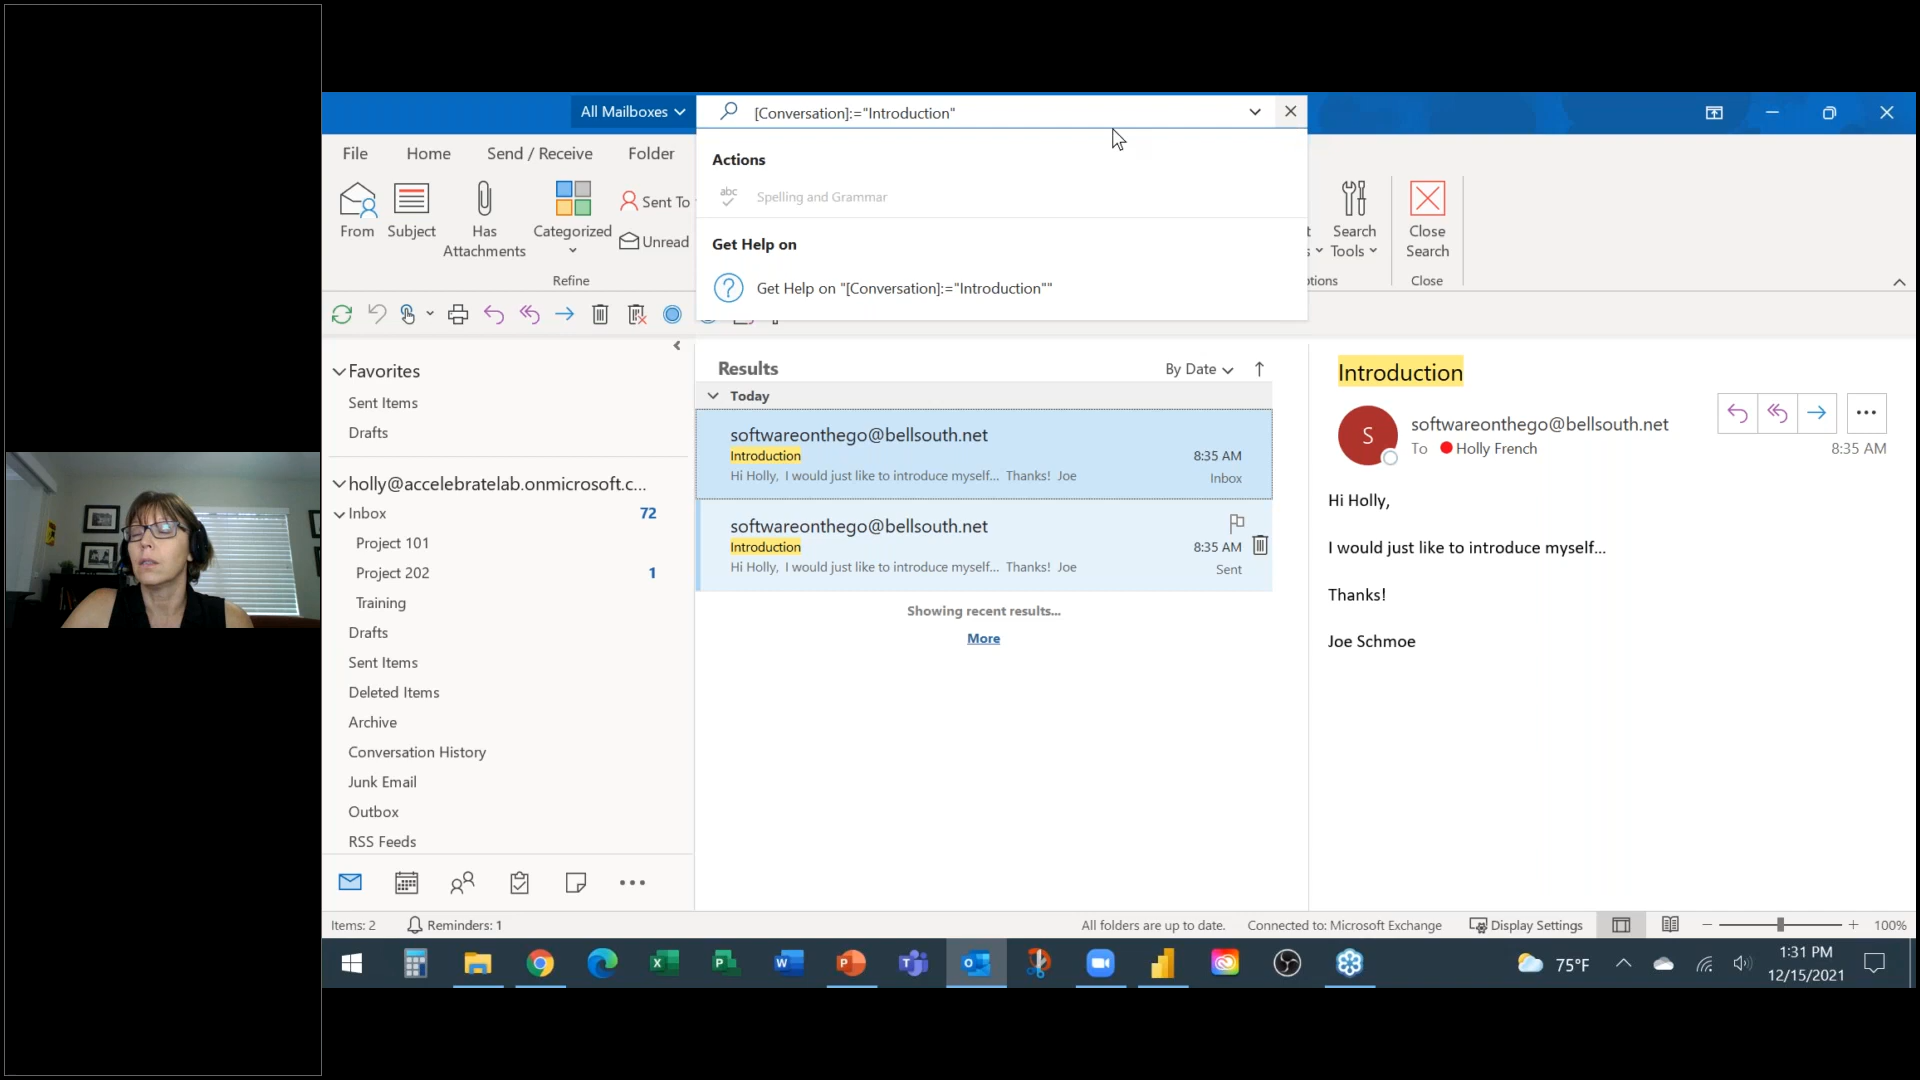 All Mailboxes
[Conversation]:="Introduction"
File Home Send / Receive Folder
Actions
abc Spelling and Grammar
From Subject Has Attachments Categorized
Sent To
Unread
Refine
Get Help on
Get Help on "[Conversation]:="Introduction""
Search Tools
Close Search
Close
Favorites
Sent Items
Drafts
holly@accelebratelab.onmicrosoft.c...
Inbox 72
Project 101
Project 202 1
Training
Drafts
Sent Items
Deleted Items
Archive
Conversation History
Junk Email
Outbox
RSS Feeds
Results By Date
Today
softwareonthego@bellsouth.net
Introduction 8:35 AM
Hi Holly, I would just like to introduce myself... Thanks! Joe Inbox
softwareonthego@bellsouth.net
Introduction 8:35 AM
Hi Holly, I would just like to introduce myself... Thanks! Joe Sent
Showing recent results...
More
Introduction
S
softwareonthego@bellsouth.net
To Holly French 8:35 AM
Hi Holly,
I would just like to introduce myself...
Thanks!
Joe Schmoe
Items: 2 Reminders: 1 All folders are up to date. Connected to: Microsoft Exchange Display Settings 100%
75°F
1:31 PM
12/15/2021